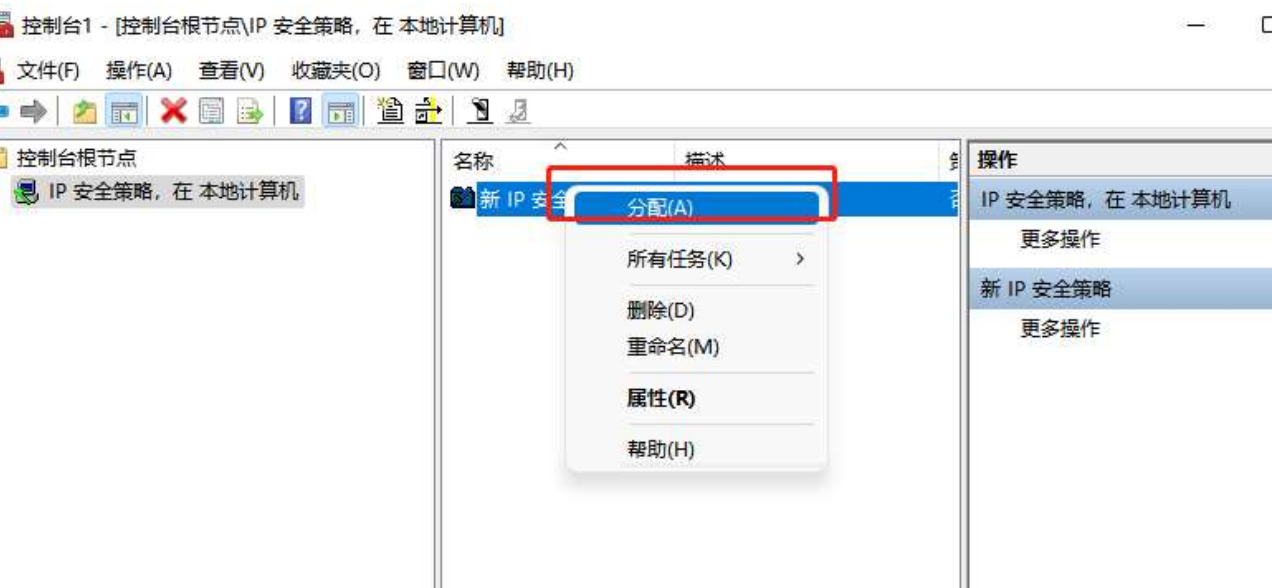 控制台1 - [控制台根节点\IP 安全策略，在 本地计算机]
文件(F) 操作(A) 查看(V) 收藏夹(O) 窗口(W) 帮助(H)
控制台根节点
IP 安全策略，在 本地计算机
名称 描述
新 IP 安全
分配(A)
所有任务(K)
删除(D)
重命名(M)
属性(R)
帮助(H)
操作
IP 安全策略，在 本地计算机
更多操作
新 IP 安全策略
更多操作